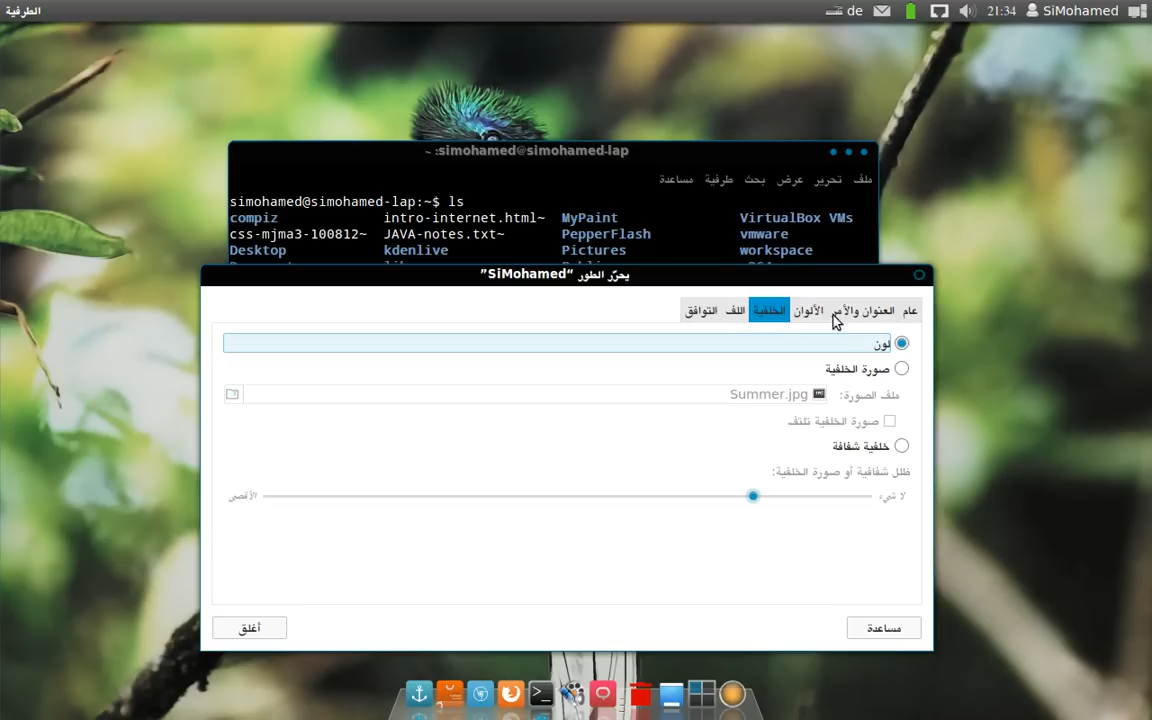 الطرفية
de
21:34
SiMohamed
simohamed@simohamed-lap: ~
ملف تحرير عرض بحث طرفية مساعدة
simohamed@simohamed-lap:~$ ls
compiz intro-internet.html~ MyPaint VirtualBox VMs
css-mjma3-100812~ JAVA-notes.txt~ PepperFlash vmware
Desktop kdenlive Pictures workspace
يحرّر الطور “SiMohamed”
عام العنوان والأمر الألوان الخلفية اللف التوافق
لون
صورة الخلفية
ملف الصورة: Summer.jpg
صورة الخلفية تلتف
خلفية شفافة
ظلل شفافية أو صورة الخلفية:
لا شيء الأقصى
مساعدة أغلق